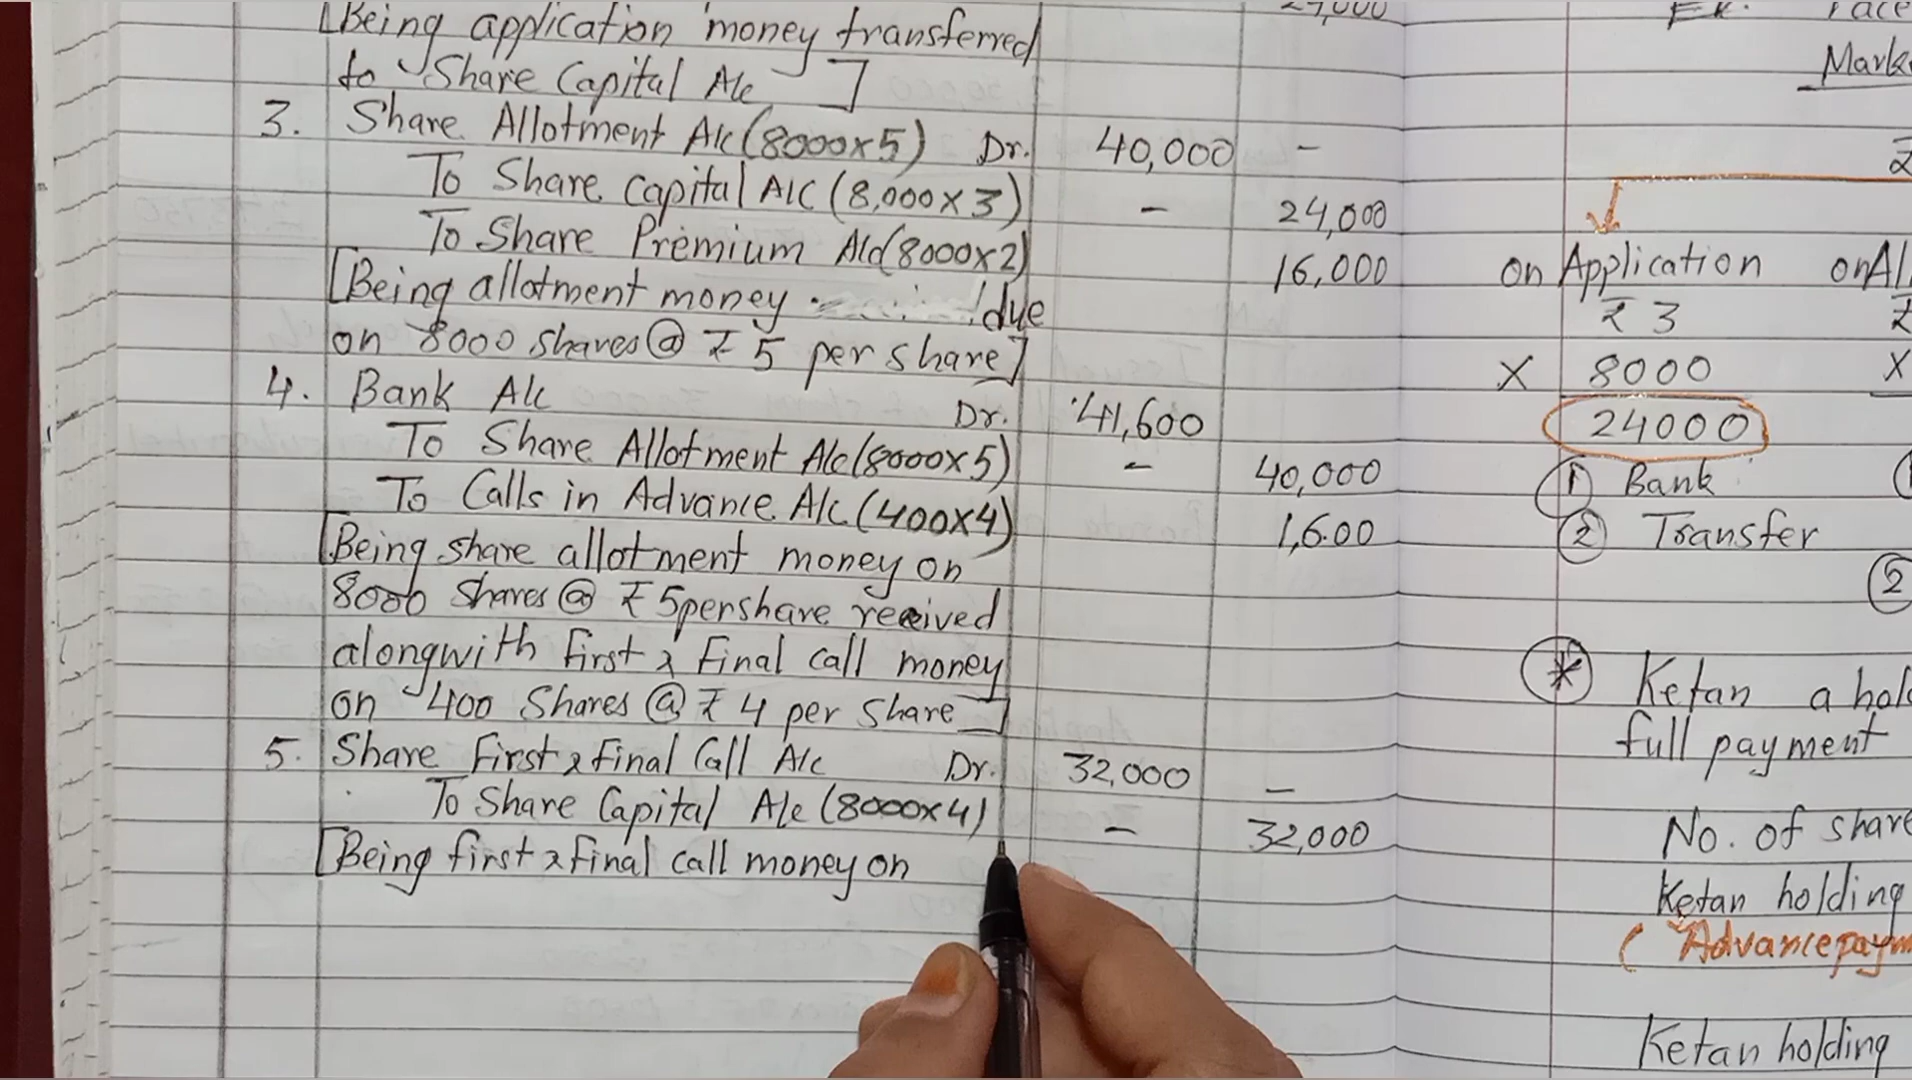 [Being application money transferred
to Share Capital A/c ]
3. Share Allotment A/c (8000x5) Dr. 40,000 -
To Share Capital A/C (8,000x3) - 24,000
To Share Premium A/c (8000x2) 16,000
[Being allotment money due
on 8000 shares @ ₹ 5 per share]
4. Bank A/c Dr. 41,600
To Share Allotment A/c (8000x5) - 40,000
To Calls in Advance A/c (400x4) 1,600
[Being share allotment money on
8000 Shares @ ₹ 5 per share received
alongwith first & final call money
on 400 Shares @ ₹ 4 per Share]
5. Share First & Final Call A/c Dr. 32,000 -
To Share Capital A/c (8000x4) - 32,000
[Being first & final call money on
₹
on Application on Al
₹ 3 ₹
X 8000 X
24000
① Bank
② Transfer
②
* Ketan a hol
full payment
No. of share
Ketan holding
( Advance paym
Ketan holding